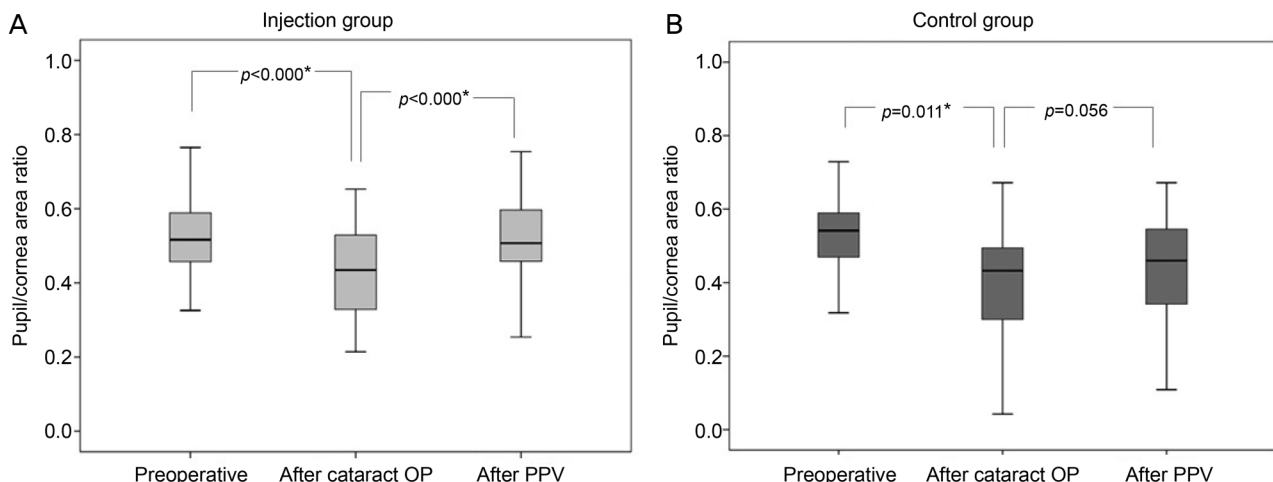 A
Injection group
Pupil/cornea area ratio
1.0
0.8
0.6
0.4
0.2
0.0
p<0.000*
p<0.000*
Preoperative
After cataract OP
After PPV
B
Control group
Pupil/cornea area ratio
1.0
0.8
0.6
0.4
0.2
0.0
p=0.011*
p=0.056
Preoperative
After cataract OP
After PPV